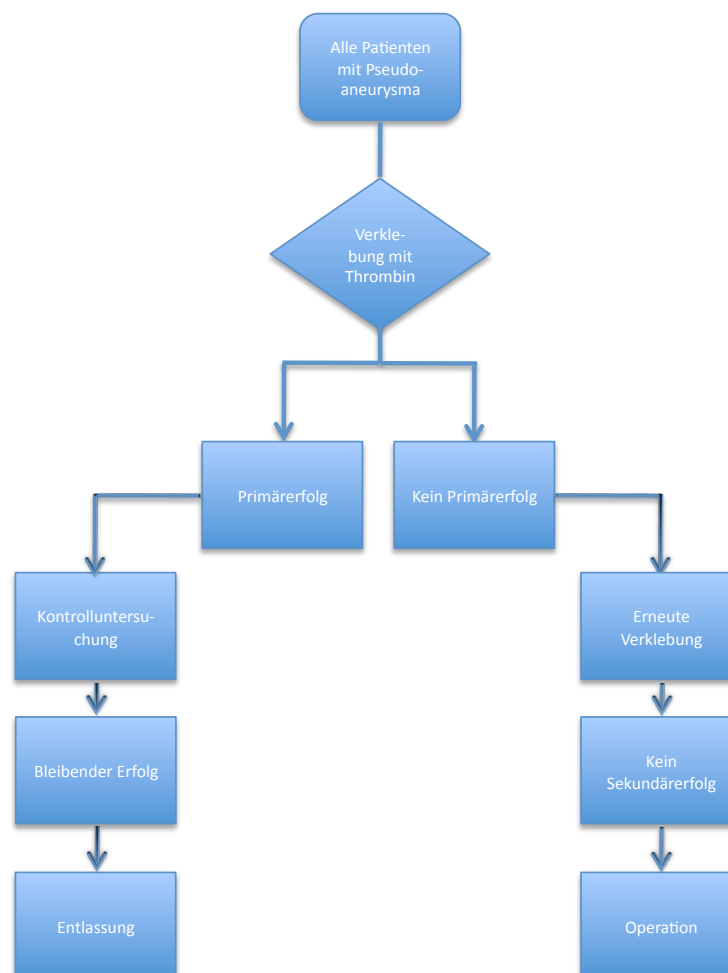 Alle Patienten
mit Pseudo-
aneurysma
Verkle-
bung mit
Thrombin
Primärerfolg
Kein Primärerfolg
Kontrolluntersu-
chung
Erneute
Verklebung
Bleibender Erfolg
Kein
Sekundärerfolg
Entlassung
Operation